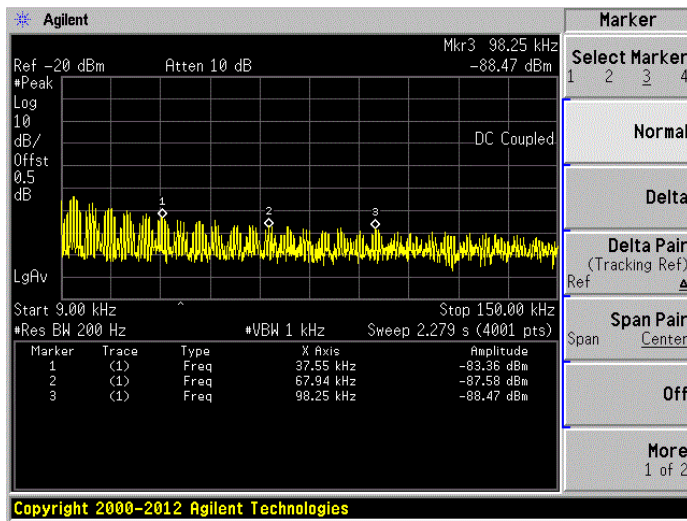 Agilent
Marker
Mkr3 98.25 kHz
Ref -20 dBm Atten 10 dB -88.47 dBm
#Peak
Log
10
dB/
Offst
0.5
dB
DC Coupled
1
2
3
LgAv
Start 9.00 kHz ^ Stop 150.00 kHz
#Res BW 200 Hz #VBW 1 kHz Sweep 2.279 s (4001 pts)
Marker Trace Type X Axis Amplitude
1 (1) Freq 37.55 kHz -83.36 dBm
2 (1) Freq 67.94 kHz -87.58 dBm
3 (1) Freq 98.25 kHz -88.47 dBm
Select Marker
1 2 3 4
Normal
Delta
Delta Pair
(Tracking Ref)
Ref Δ
Span Pair
Span Center
Off
More
1 of 2
Copyright 2000-2012 Agilent Technologies